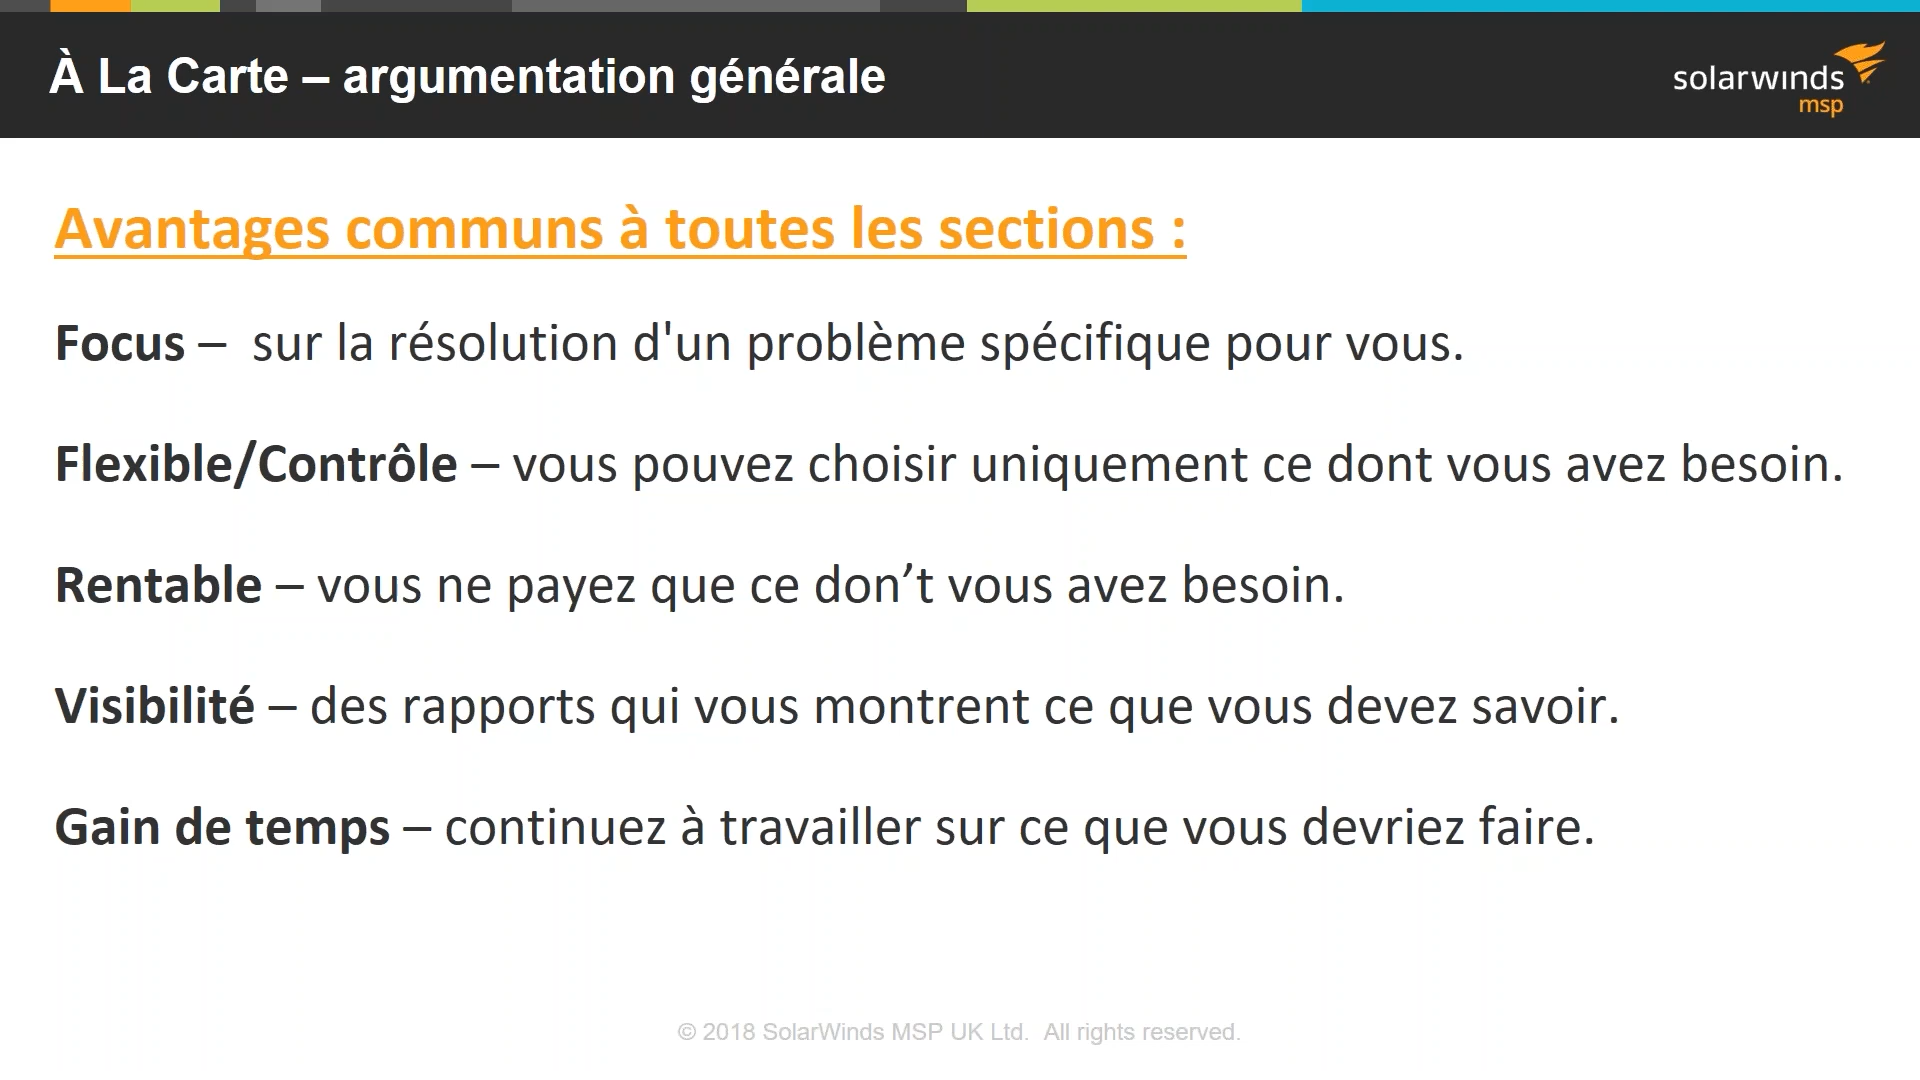 À La Carte – argumentation générale
solarwinds
msp
Avantages communs à toutes les sections :
Focus –  sur la résolution d'un problème spécifique pour vous.
Flexible/Contrôle – vous pouvez choisir uniquement ce dont vous avez besoin.
Rentable – vous ne payez que ce don’t vous avez besoin.
Visibilité – des rapports qui vous montrent ce que vous devez savoir.
Gain de temps – continuez à travailler sur ce que vous devriez faire.
© 2018 SolarWinds MSP UK Ltd.  All rights reserved.